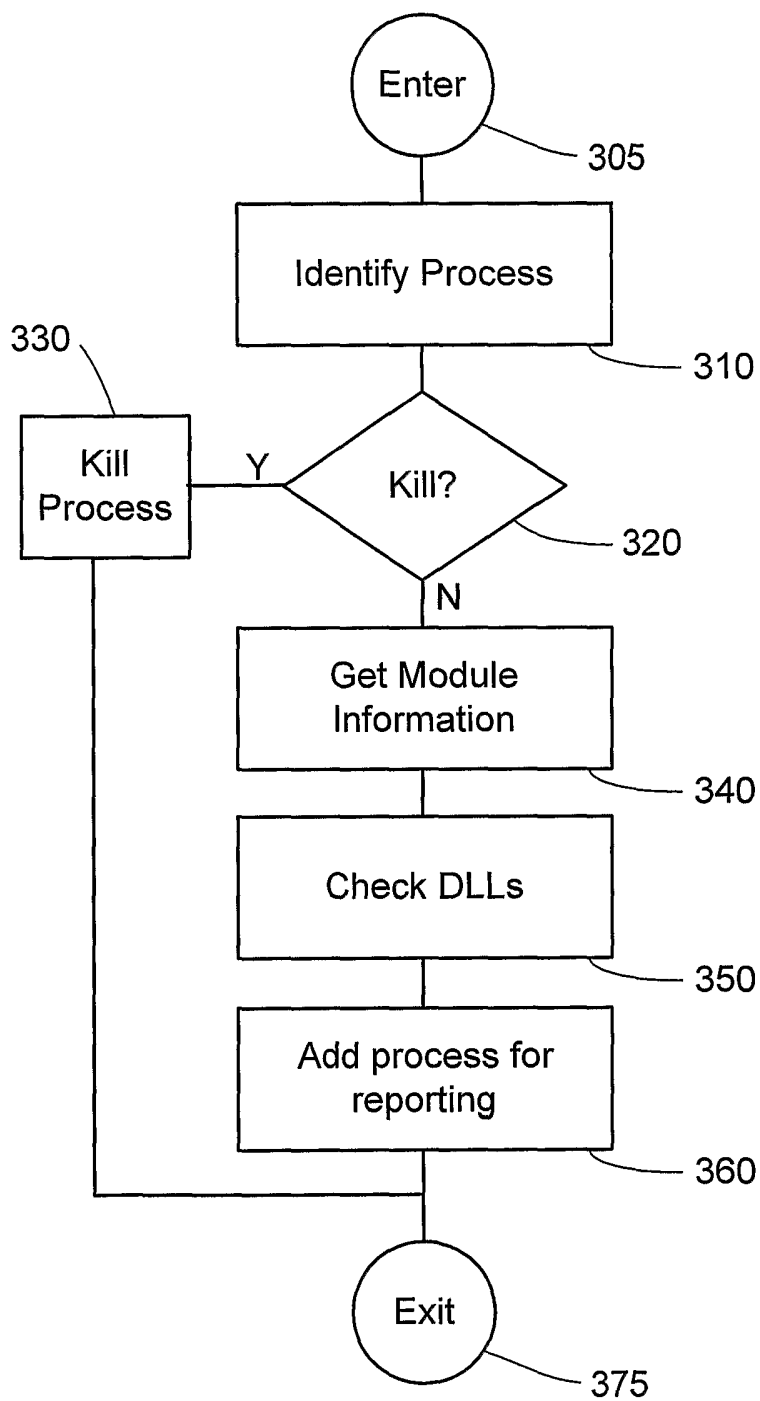 Enter
305
Identify Process
310
330
Kill
Process
Y
Kill?
320
N
Get Module
Information
340
Check DLLs
350
Add process for
reporting
360
Exit
375